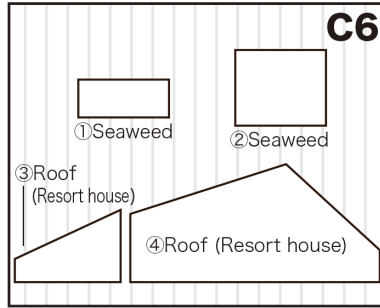 C6
①Seaweed
②Seaweed
③Roof
(Resort house)
④Roof (Resort house)